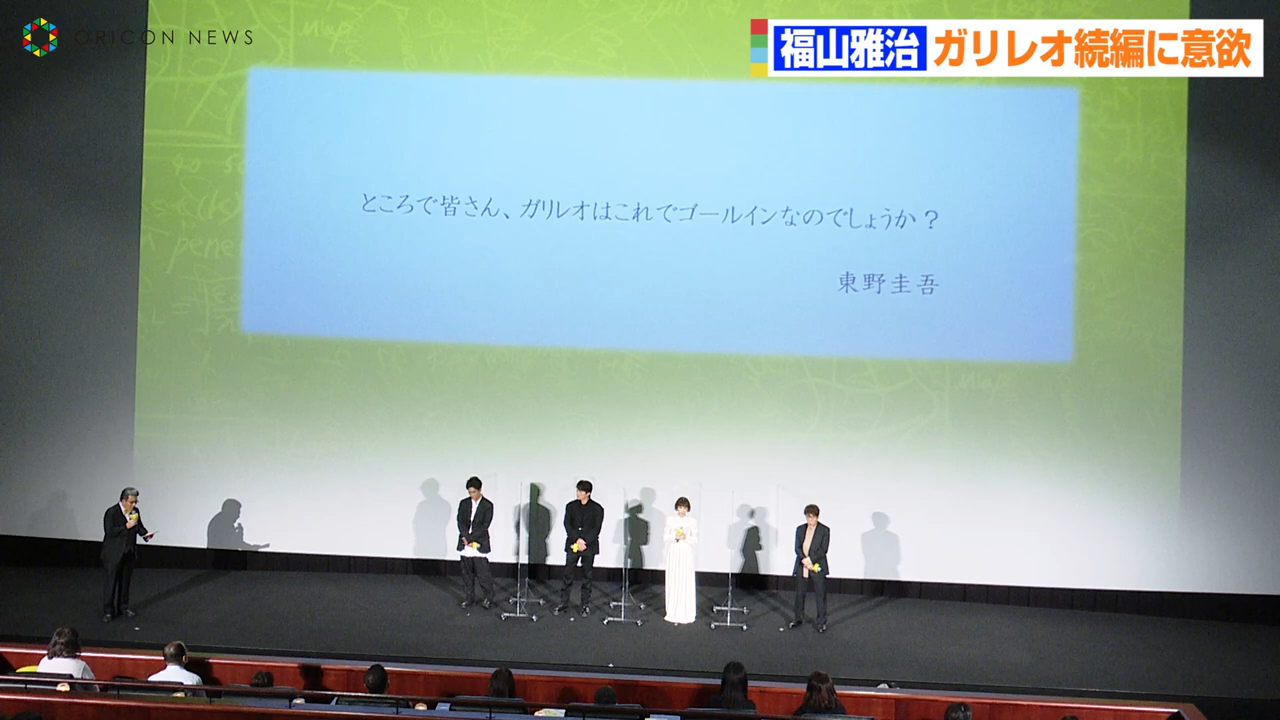 ORICON NEWS
福山雅治 ガリレオ続編に意欲
ところで皆さん、ガリレオはこれでゴールインなのでしょうか？
東野圭吾